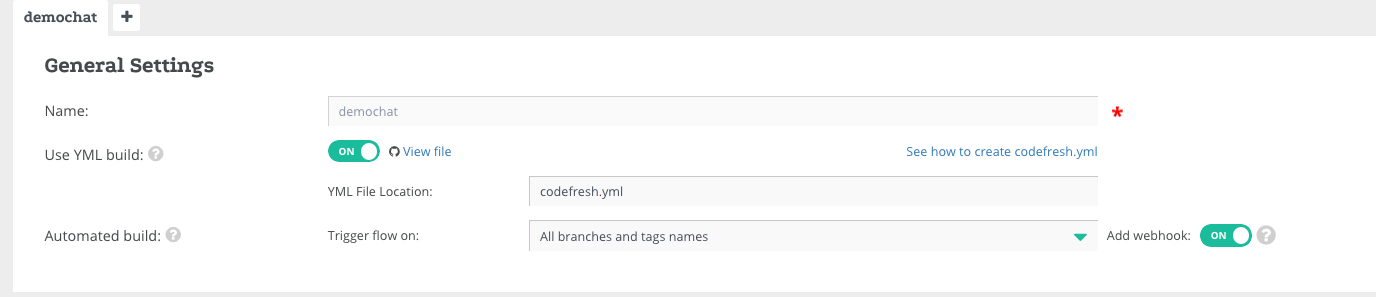 demochat +
General Settings
Name: demochat *
Use YML build: ? ON View file See how to create codefresh.yml
YML File Location: codefresh.yml
Automated build: ? Trigger flow on: All branches and tags names Add webhook: ON ?